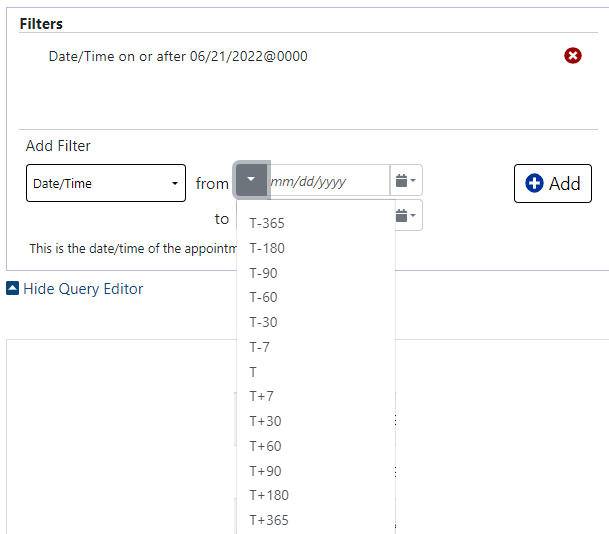 Filters
Date/Time on or after 06/21/2022@0000
Add Filter
Date/Time from mm/dd/yyyy Add
to
This is the date/time of the appointm
Hide Query Editor
T-365
T-180
T-90
T-60
T-30
T-7
T
T+7
T+30
T+60
T+90
T+180
T+365